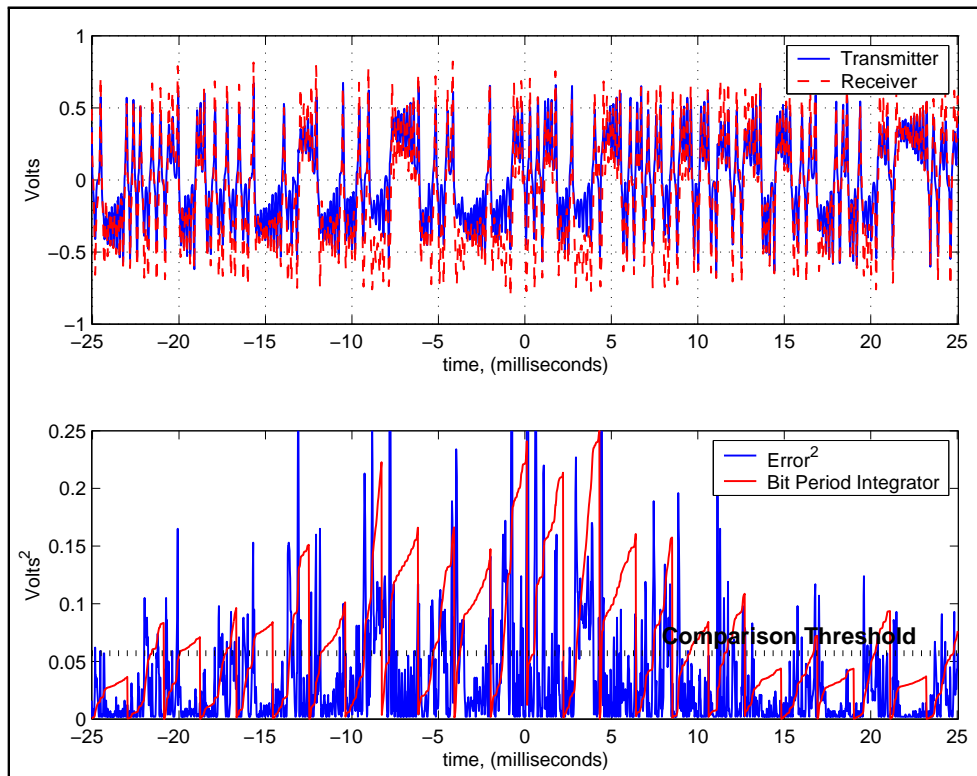 1
0.5
0
−0.5
−1
Volts
−25 −20 −15 −10 −5 0 5 10 15 20 25
time, (milliseconds)
Transmitter
Receiver
0.25
0.2
0.15
0.1
0.05
0
Volts²
−25 −20 −15 −10 −5 0 5 10 15 20 25
time, (milliseconds)
Error²
Bit Period Integrator
Comparison Threshold